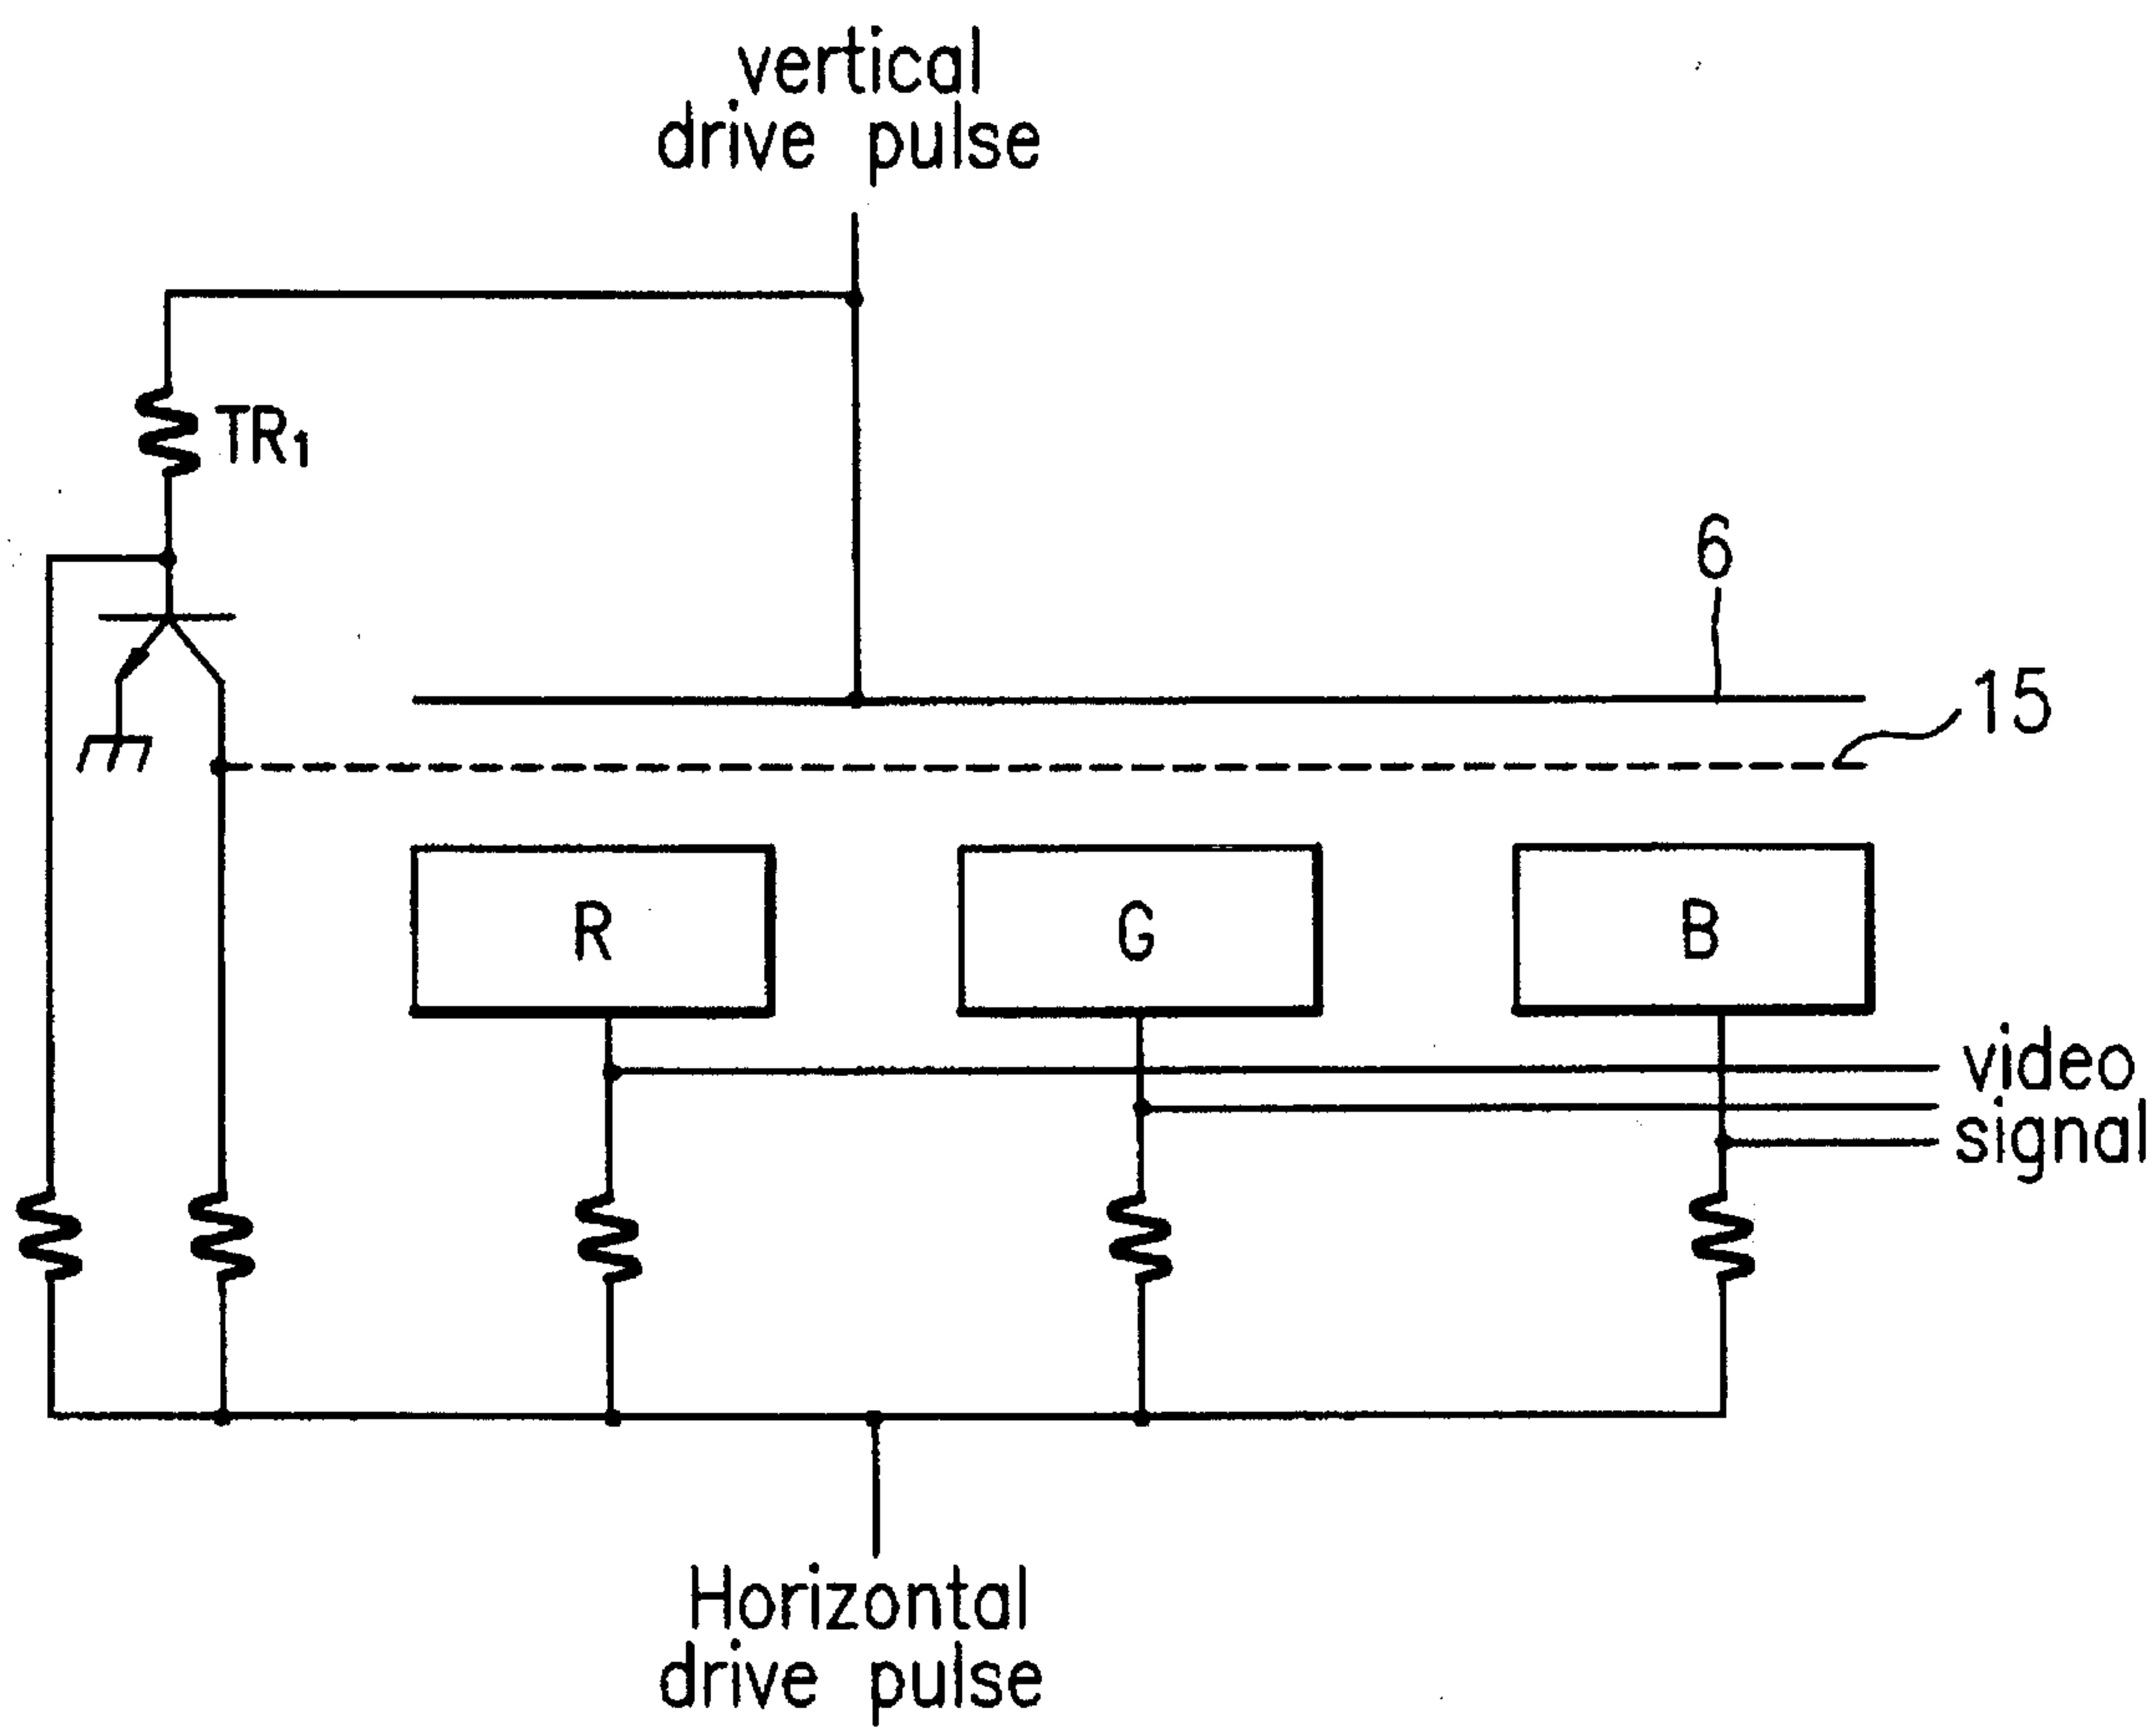 vertical
drive pulse
TR1
6
15
R
G
B
video
signal
Horizontal
drive pulse